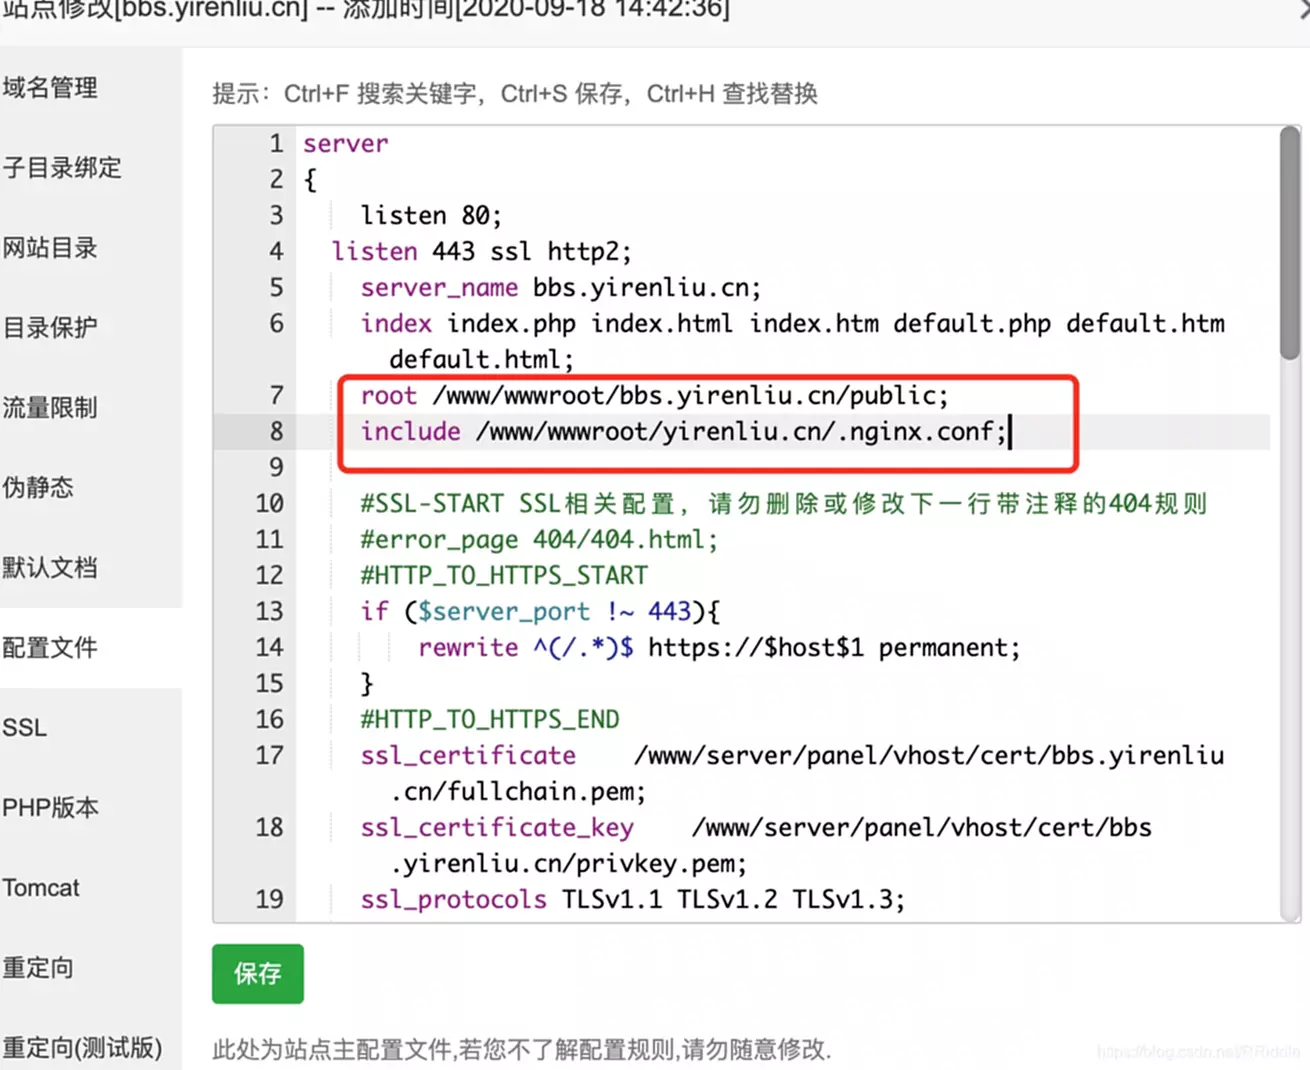 站点修改[bbs.yirenliu.cn] -- 添加时间[2020-09-18 14:42:36]
域名管理
子目录绑定
网站目录
目录保护
流量限制
伪静态
默认文档
配置文件
SSL
PHP版本
Tomcat
重定向
重定向(测试版)
提示：Ctrl+F 搜索关键字，Ctrl+S 保存，Ctrl+H 查找替换
1 server
2 {
3 listen 80;
4 listen 443 ssl http2;
5 server_name bbs.yirenliu.cn;
6 index index.php index.html index.htm default.php default.htm
default.html;
7 root /www/wwwroot/bbs.yirenliu.cn/public;
8 include /www/wwwroot/yirenliu.cn/.nginx.conf;
9
10 #SSL-START SSL相关配置，请勿删除或修改下一行带注释的404规则
11 #error_page 404/404.html;
12 #HTTP_TO_HTTPS_START
13 if ($server_port !~ 443){
14 rewrite ^(/.*)$ https://$host$1 permanent;
15 }
16 #HTTP_TO_HTTPS_END
17 ssl_certificate /www/server/panel/vhost/cert/bbs.yirenliu
.cn/fullchain.pem;
18 ssl_certificate_key /www/server/panel/vhost/cert/bbs
.yirenliu.cn/privkey.pem;
19 ssl_protocols TLSv1.1 TLSv1.2 TLSv1.3;
保存
此处为站点主配置文件,若您不了解配置规则,请勿随意修改.